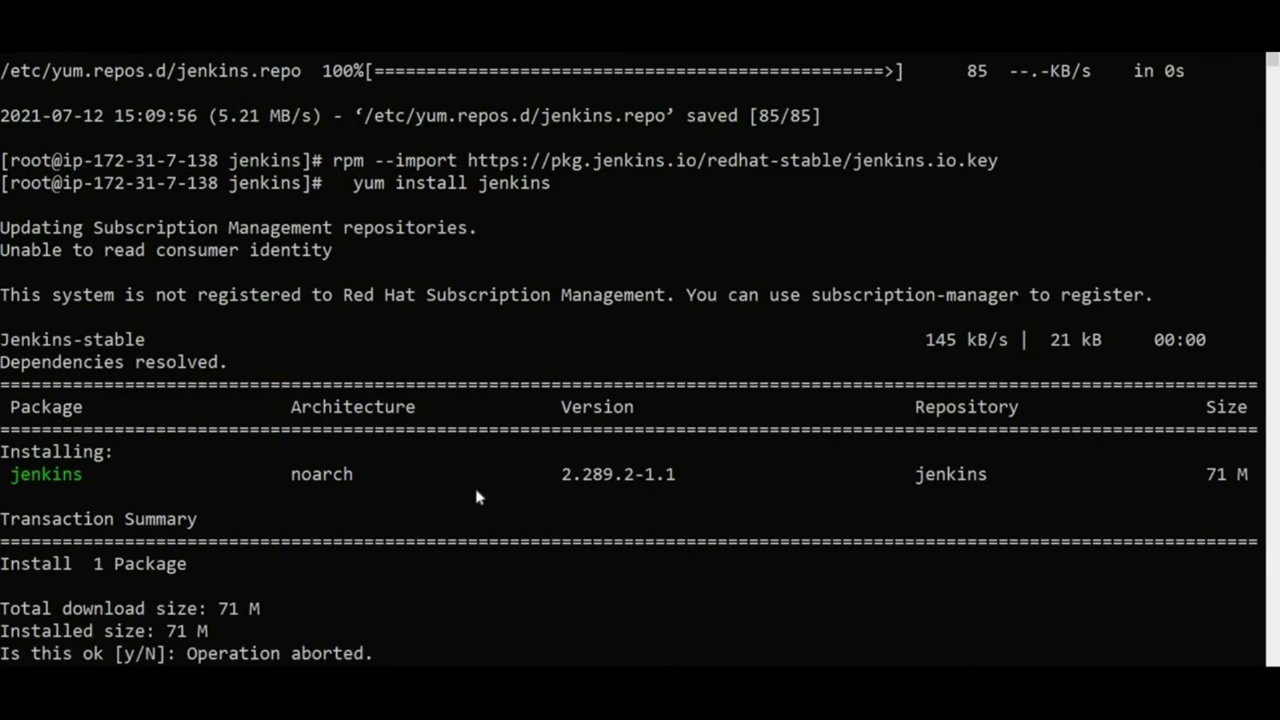 /etc/yum.repos.d/jenkins.repo 100%[=================================================>] 85 --.-KB/s in 0s
2021-07-12 15:09:56 (5.21 MB/s) - ‘/etc/yum.repos.d/jenkins.repo’ saved [85/85]
[root@ip-172-31-7-138 jenkins]# rpm --import https://pkg.jenkins.io/redhat-stable/jenkins.io.key
[root@ip-172-31-7-138 jenkins]#   yum install jenkins
Updating Subscription Management repositories.
Unable to read consumer identity
This system is not registered to Red Hat Subscription Management. You can use subscription-manager to register.
Jenkins-stable 145 kB/s | 21 kB 00:00
Dependencies resolved.
=========================================================================================================================
Package Architecture Version Repository Size
=========================================================================================================================
Installing:
jenkins noarch 2.289.2-1.1 jenkins 71 M
Transaction Summary
=========================================================================================================================
Install  1 Package
Total download size: 71 M
Installed size: 71 M
Is this ok [y/N]: Operation aborted.